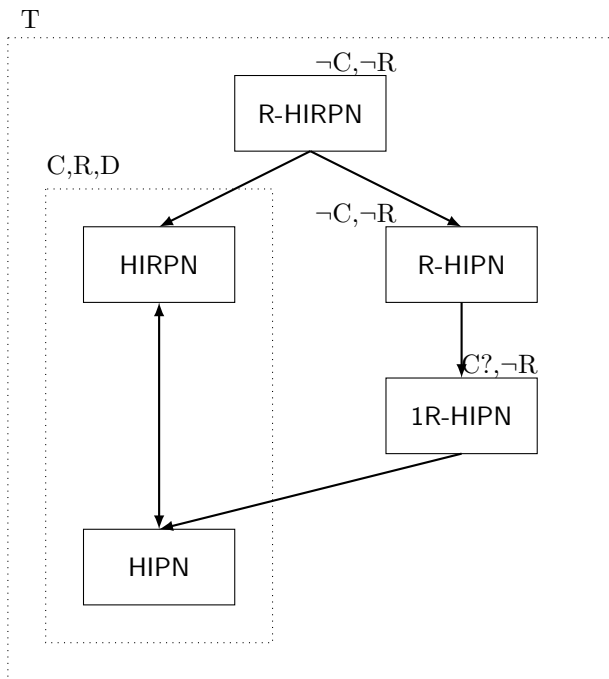 T
¬C,¬R
R-HIRPN
C,R,D
¬C,¬R
HIRPN
R-HIPN
C?,¬R
1R-HIPN
HIPN